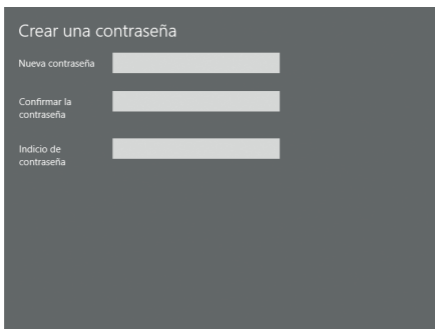 Crear una contraseña
Nueva contraseña
Confirmar la
contraseña
Indicio de
contraseña